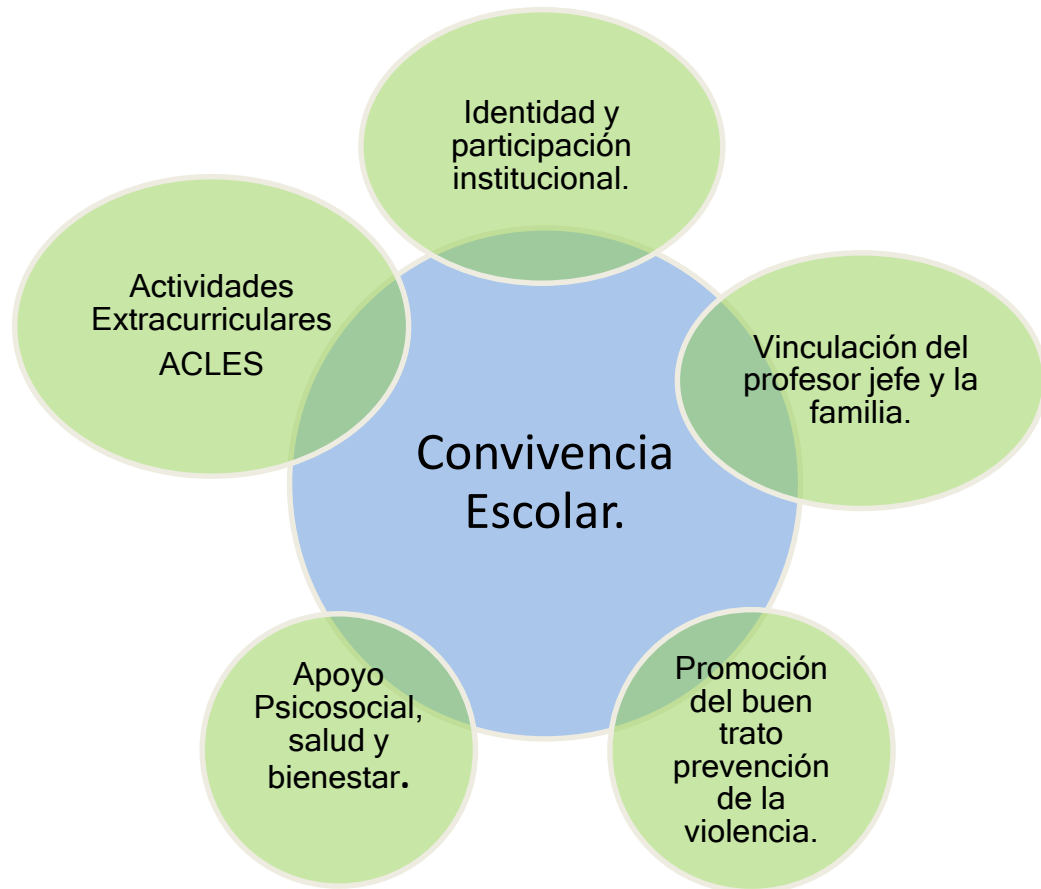 Identidad y
participación
institucional.
Actividades
Extracurriculares
ACLES
Vinculación del
profesor jefe y la
familia.
Convivencia
Escolar.
Apoyo
Psicosocial,
salud y
bienestar.
Promoción
del buen
trato
prevención
de la
violencia.